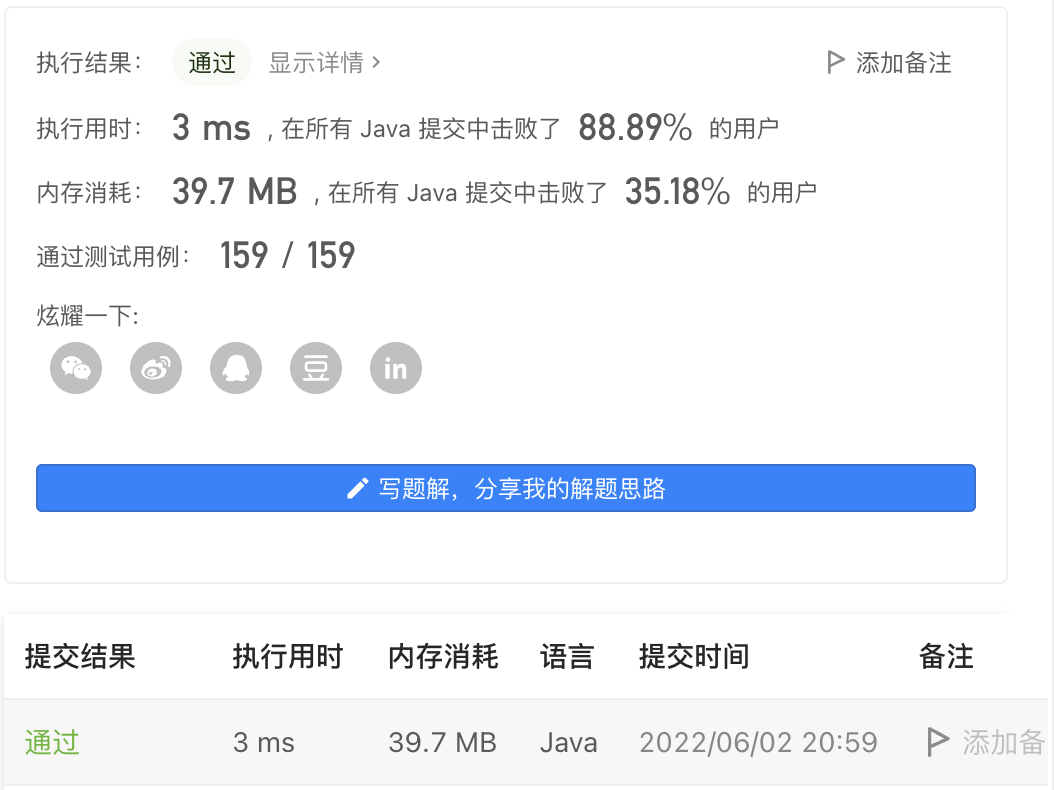 执行结果： 通过 显示详情 > 添加备注
执行用时： 3 ms , 在所有 Java 提交中击败了 88.89% 的用户
内存消耗： 39.7 MB , 在所有 Java 提交中击败了 35.18% 的用户
通过测试用例： 159 / 159
炫耀一下:
豆 in
写题解，分享我的解题思路
提交结果 执行用时 内存消耗 语言 提交时间 备注
通过 3 ms 39.7 MB Java 2022/06/02 20:59 添加备